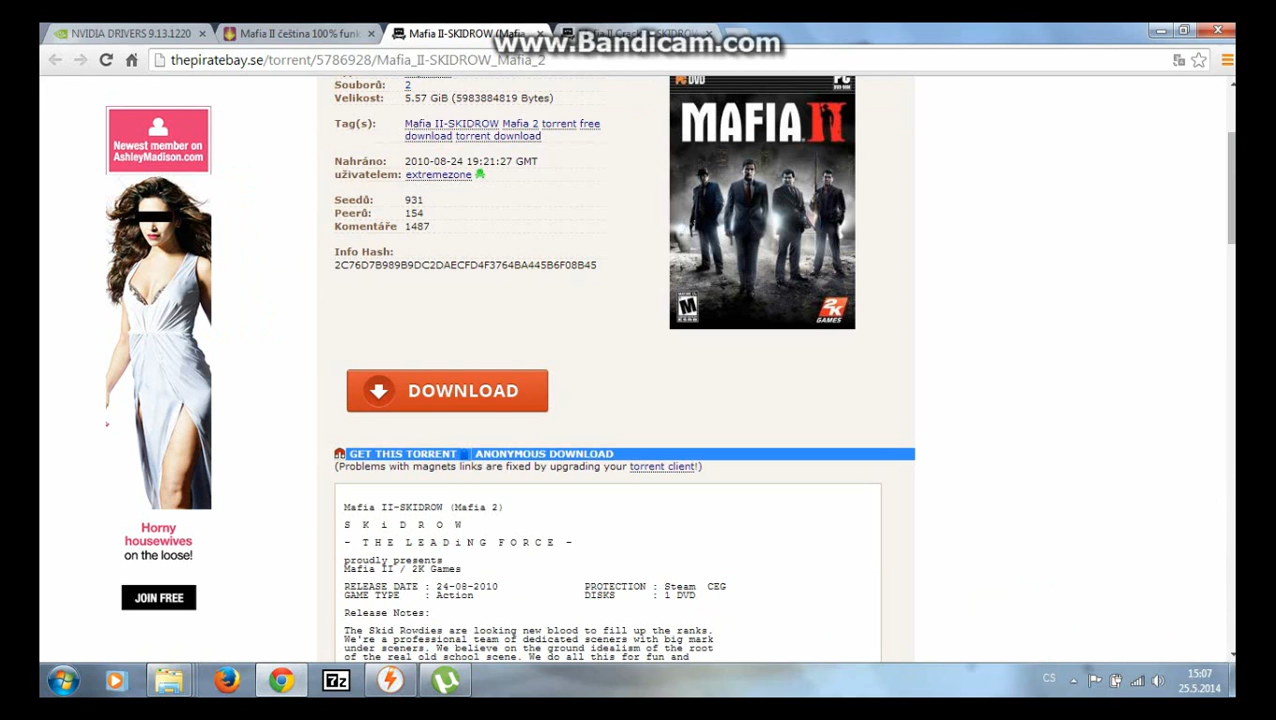 NVIDIA DRIVERS 9.13.1220
Mafia II čeština 100% funk
Mafia II-SKIDROW (Mafia
www.Bandicam.com
thepiratebay.se/torrent/5786928/Mafia_II-SKIDROW_Mafia_2
Souborů: 2
Velikost: 5.57 GiB (5983884819 Bytes)
Tag(s): Mafia II-SKIDROW Mafia 2 torrent free
download torrent download
Nahráno: 2010-08-24 19:21:27 GMT
uživatelem: extremezone
Seedů: 931
Peerů: 154
Komentáře 1487
Info Hash:
2C76D7B989B9DC2DAECFD4F3764BA445B6F08B45
PC
DVD
PC
MAFIA II
M
2K
GAMES
Newest member on
AshleyMadison.com
Horny
housewives
on the loose!
JOIN FREE
DOWNLOAD
GET THIS TORRENT ANONYMOUS DOWNLOAD
(Problems with magnets links are fixed by upgrading your torrent client!)
Mafia II-SKIDROW (Mafia 2)
S K i D R O W
- T H E L E A D i N G F O R C E -
proudly presents
Mafia II / 2K Games
RELEASE DATE : 24-08-2010 PROTECTION : Steam CEG
GAME TYPE : Action DISKS : 1 DVD
Release Notes:
The Skid Rowdies are looking new blood to fill up the ranks.
We're a professional team of dedicated sceners with big mark
under sceners. We believe on the ground idealism of the root
of the real old school scene. We do all this for fun and
7z
CS
15:07
25.5.2014